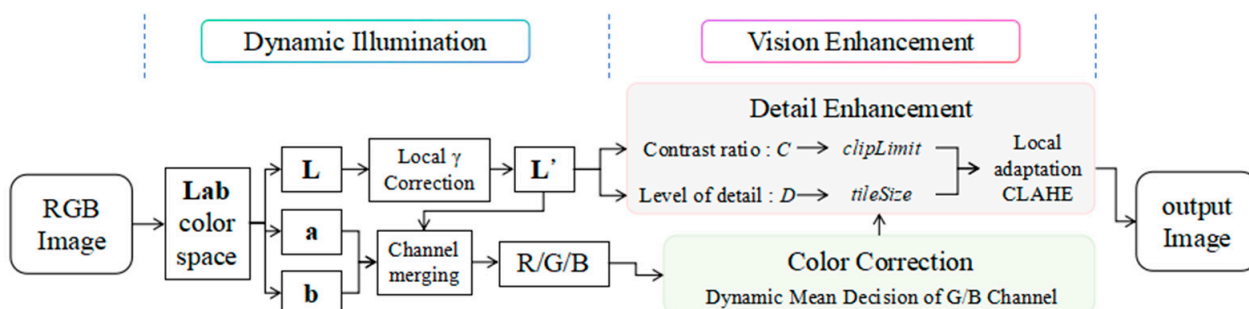 Dynamic Illumination
Vision Enhancement
RGB
Image
Lab
color
space
L
a
b
Local γ
Correction
L’
Channel
merging
R/G/B
Detail Enhancement
Contrast ratio : C
clipLimit
Level of detail : D
tileSize
Local
adaptation
CLAHE
Color Correction
Dynamic Mean Decision of G/B Channel
output
Image